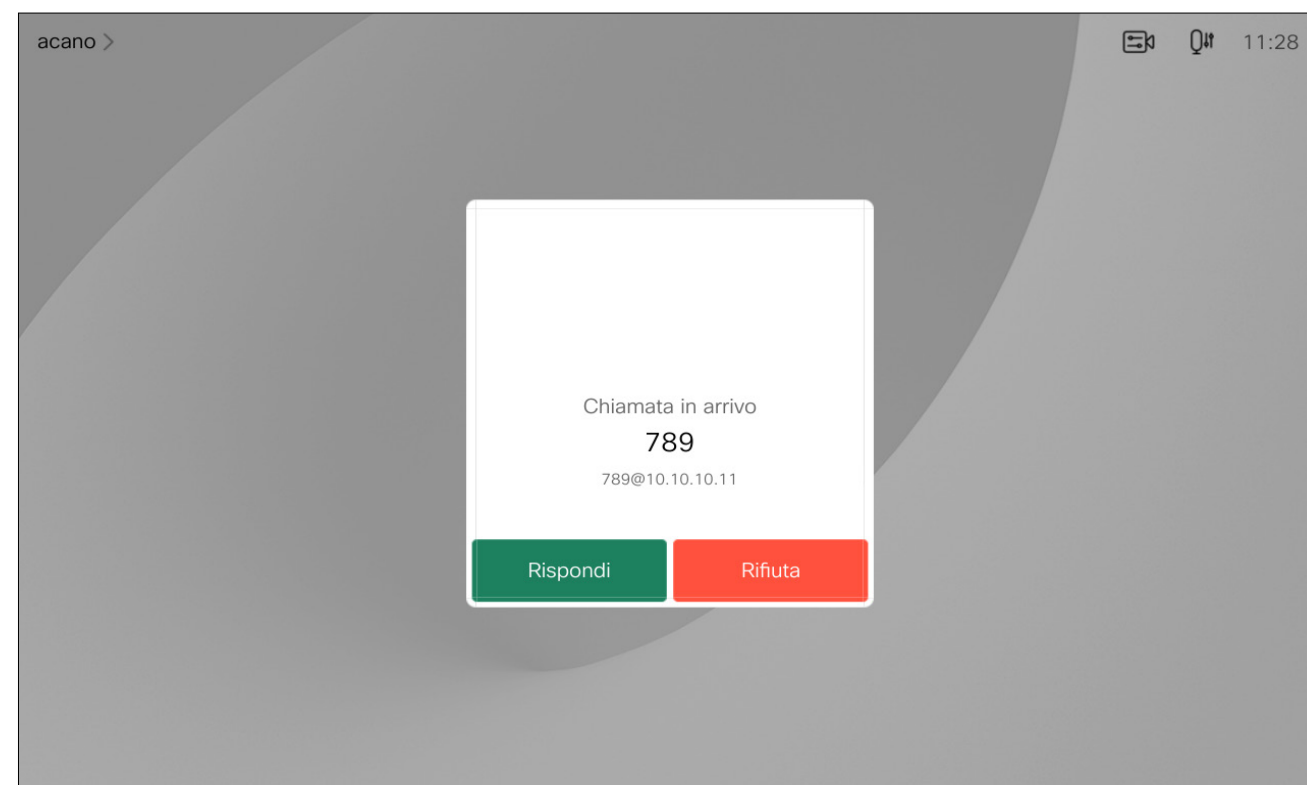 acano >
11:28
Chiamata in arrivo
789
789@10.10.10.11
Rispondi
Rifiuta